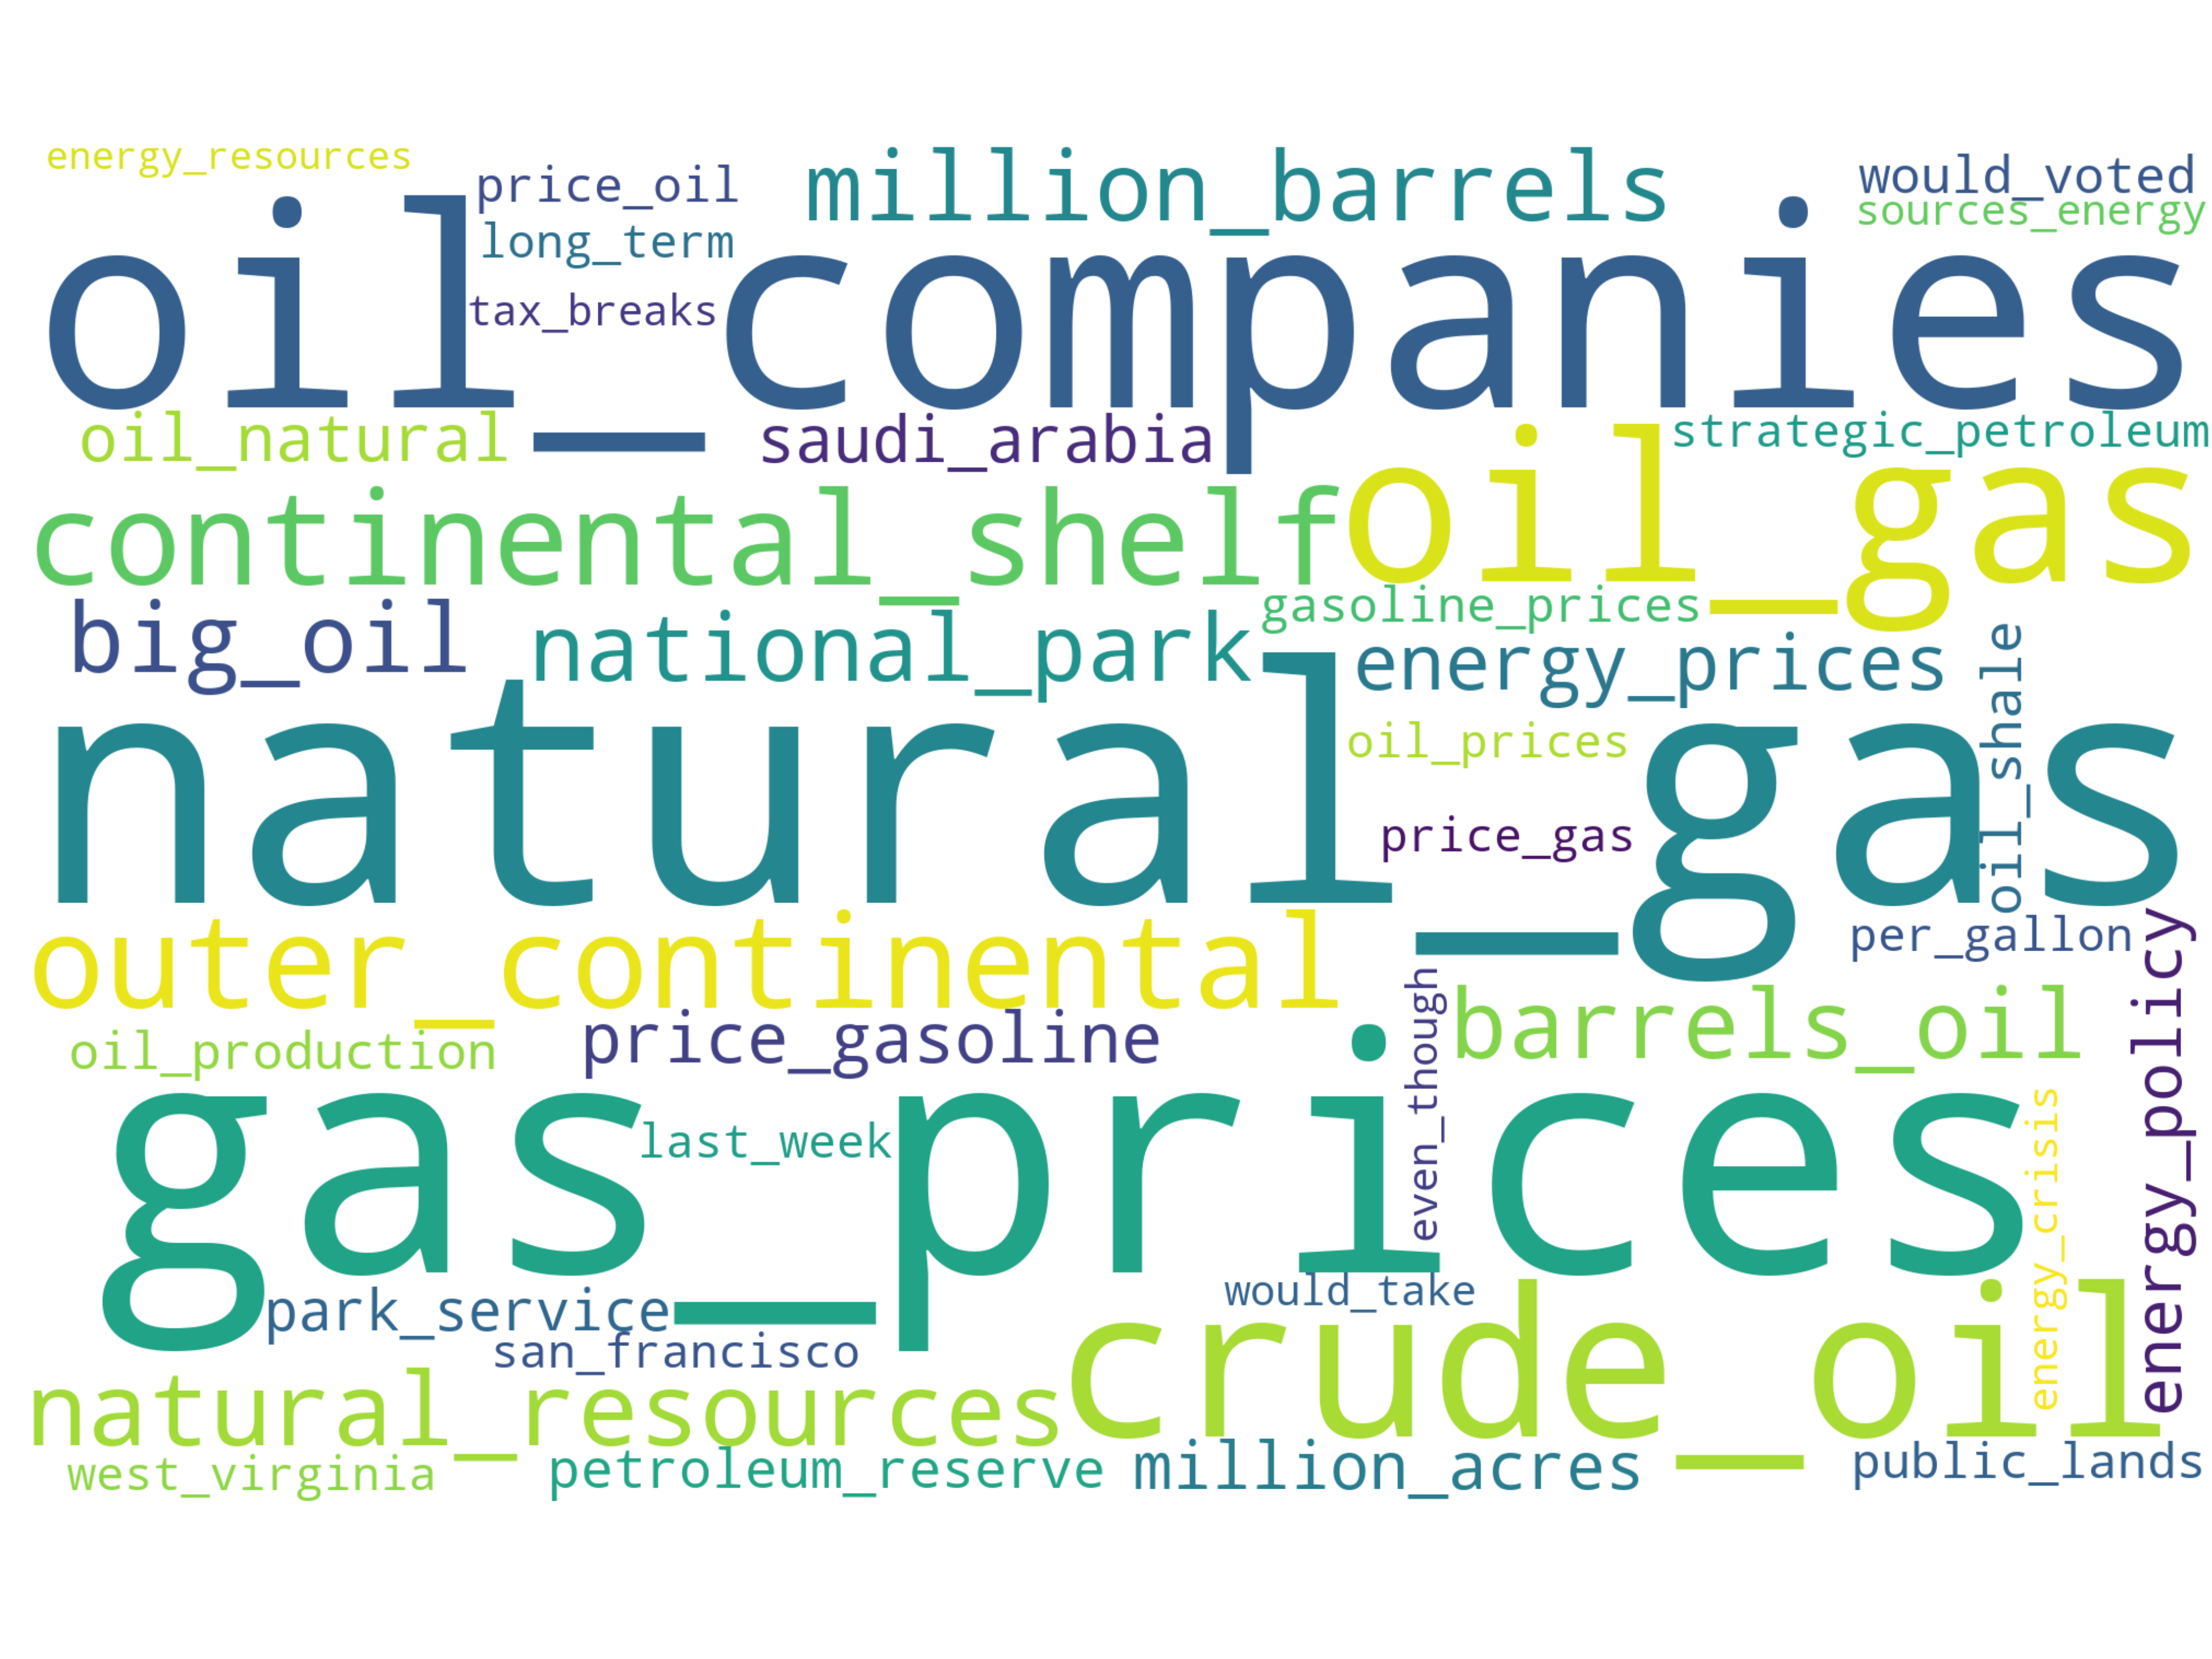 energy_resources
price_oil
million_barrels
would_voted
sources_energy
long_term
oil_companies
tax_breaks
oil_natural
saudi_arabia
strategic_petroleum
continental_shelf
oil_gas
gasoline_prices
big_oil
national_park
energy_prices
oil_shale
natural_gas
oil_prices
price_gas
per_gallon
outer_continental
energy_policy
even_though
barrels_oil
oil_production
price_gasoline
gas_prices
last_week
energy_crisis
park_service
would_take
san_francisco
crude_oil
natural_resources
west_virginia
petroleum_reserve
million_acres
public_lands